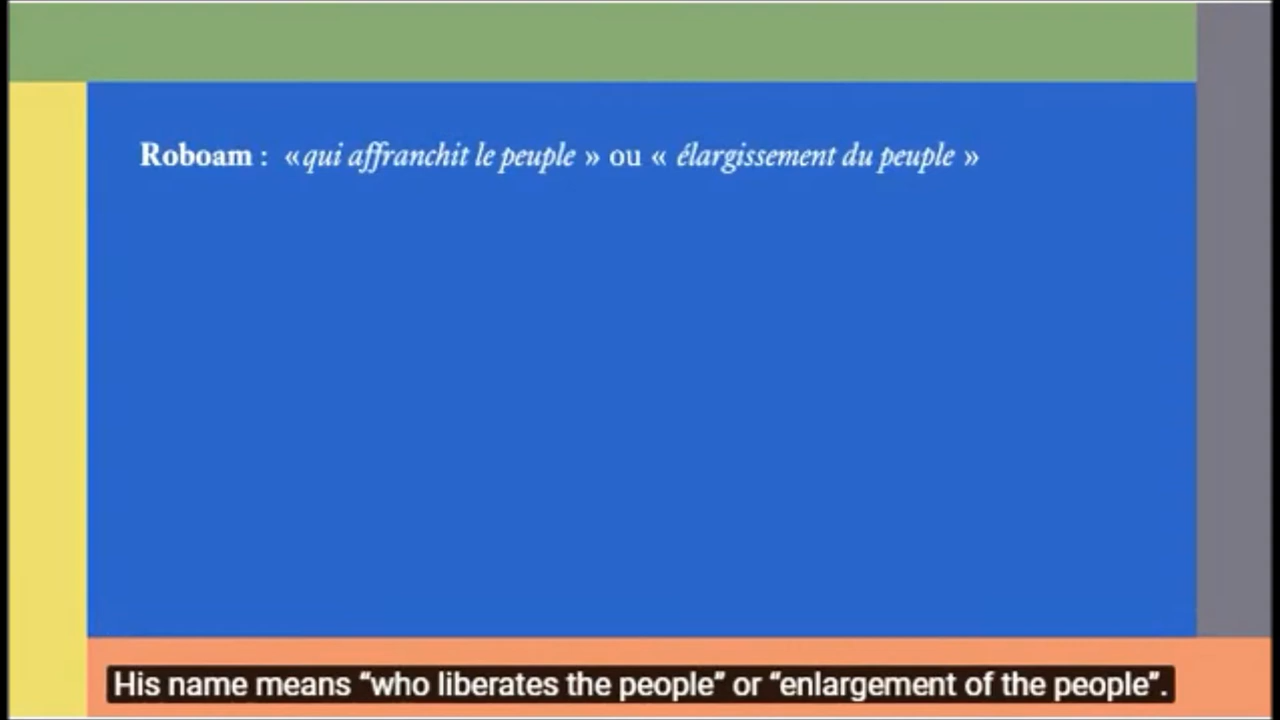 Roboam : «qui affranchit le peuple » ou « élargissement du peuple »
His name means “who liberates the people” or “enlargement of the people”.